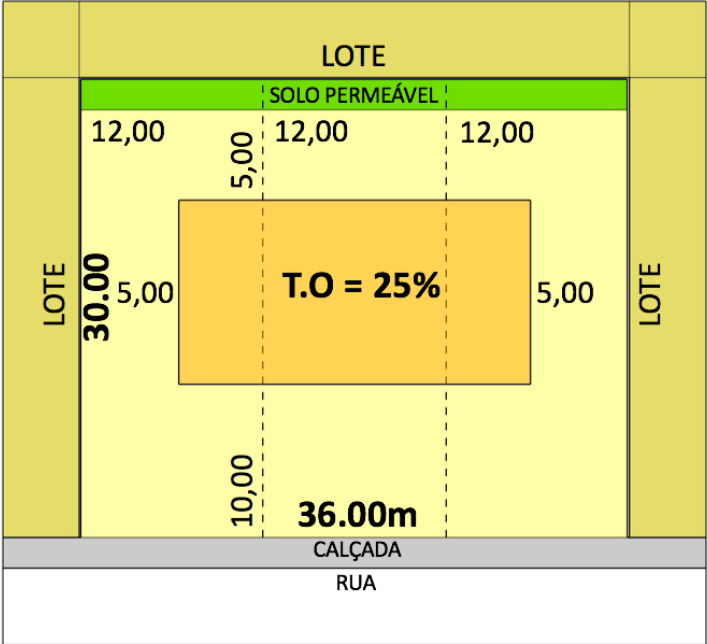 LOTE
SOLO PERMEÁVEL
12,00
12,00
12,00
5,00
LOTE
30.00
5,00
T.O = 25%
5,00
LOTE
10,00
36.00m
CALÇADA
RUA